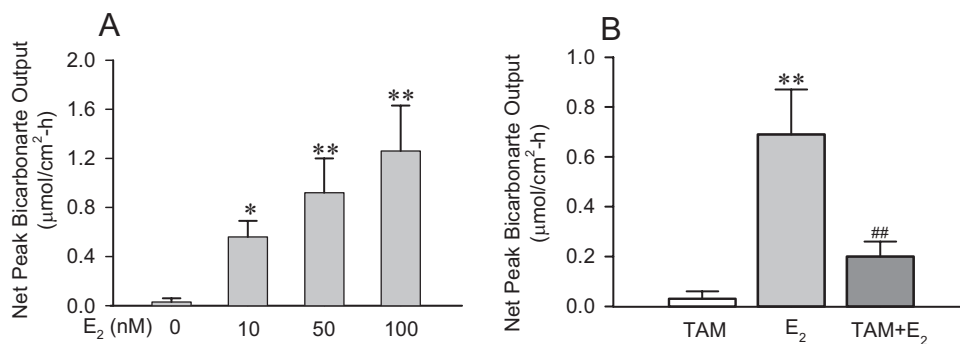 A
Net Peak Bicarbonarte Output
(μmol/cm²-h)
2.0
1.6
1.2
0.8
0.4
0.0
*
**
**
E₂ (nM) 0 10 50 100
B
Net Peak Bicarbonarte Output
(μmol/cm²-h)
1.0
0.8
0.6
0.4
0.2
0.0
**
##
TAM E₂ TAM+E₂